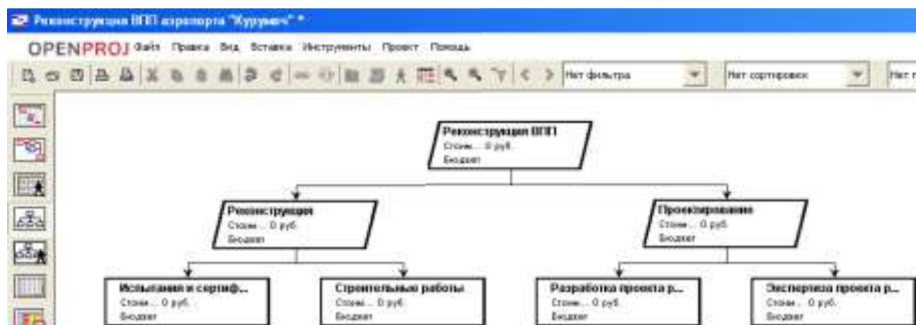 Реконструкция ВПП аэропорта "Курумоч" *
OPENPROJ Файл Правка Вид Вставка Инструменты Проект Помощь
Нет фильтра Нет сортировки Нет г
Реконструкция ВПП
Стоим... 0 руб.
Бюджет
Реконструкция
Стоим... 0 руб.
Бюджет
Проектирование
Стоим... 0 руб.
Бюджет
Испытания и сертиф...
Стоим... 0 руб.
Бюджет
Строительные работы
Стоим... 0 руб.
Бюджет
Разработка проекта р...
Стоим... 0 руб.
Бюджет
Экспертиза проекта р...
Стоим... 0 руб.
Бюджет